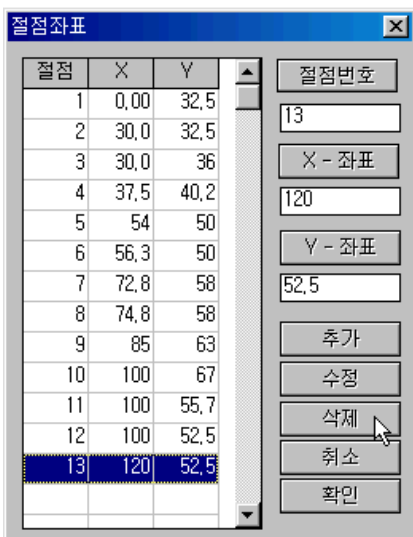 절점좌표
절점 X Y
1 0,00 32,5
2 30,0 32,5
3 30,0 36
4 37,5 40,2
5 54 50
6 56,3 50
7 72,8 58
8 74,8 58
9 85 63
10 100 67
11 100 55,7
12 100 52,5
13 120 52,5
절점번호
13
X - 좌표
120
Y - 좌표
52,5
추가
수정
삭제
취소
확인